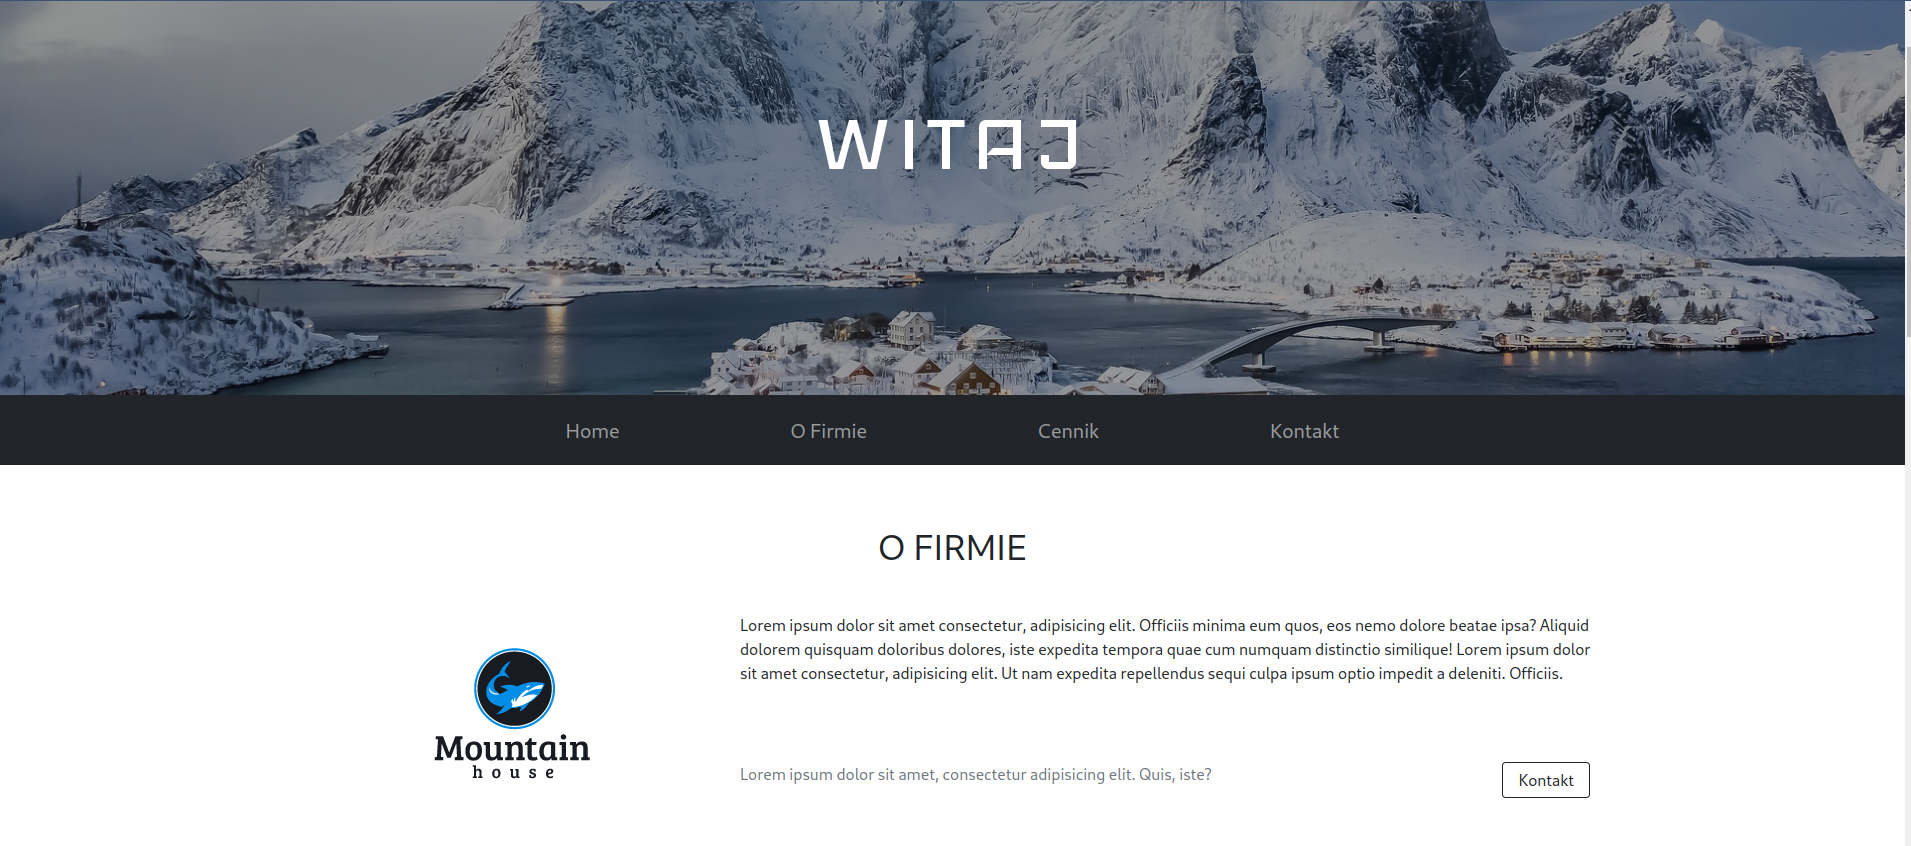 WITAJ
Home O Firmie Cennik Kontakt
O FIRMIE
Lorem ipsum dolor sit amet consectetur, adipisicing elit. Officiis minima eum quos, eos nemo dolore beatae ipsa? Aliquid
dolorem quisquam doloribus dolores, iste expedita tempora quae cum numquam distinctio similique! Lorem ipsum dolor
sit amet consectetur, adipisicing elit. Ut nam expedita repellendus sequi culpa ipsum optio impedit a deleniti. Officiis.
Mountain
house
Lorem ipsum dolor sit amet, consectetur adipisicing elit. Quis, iste?
Kontakt